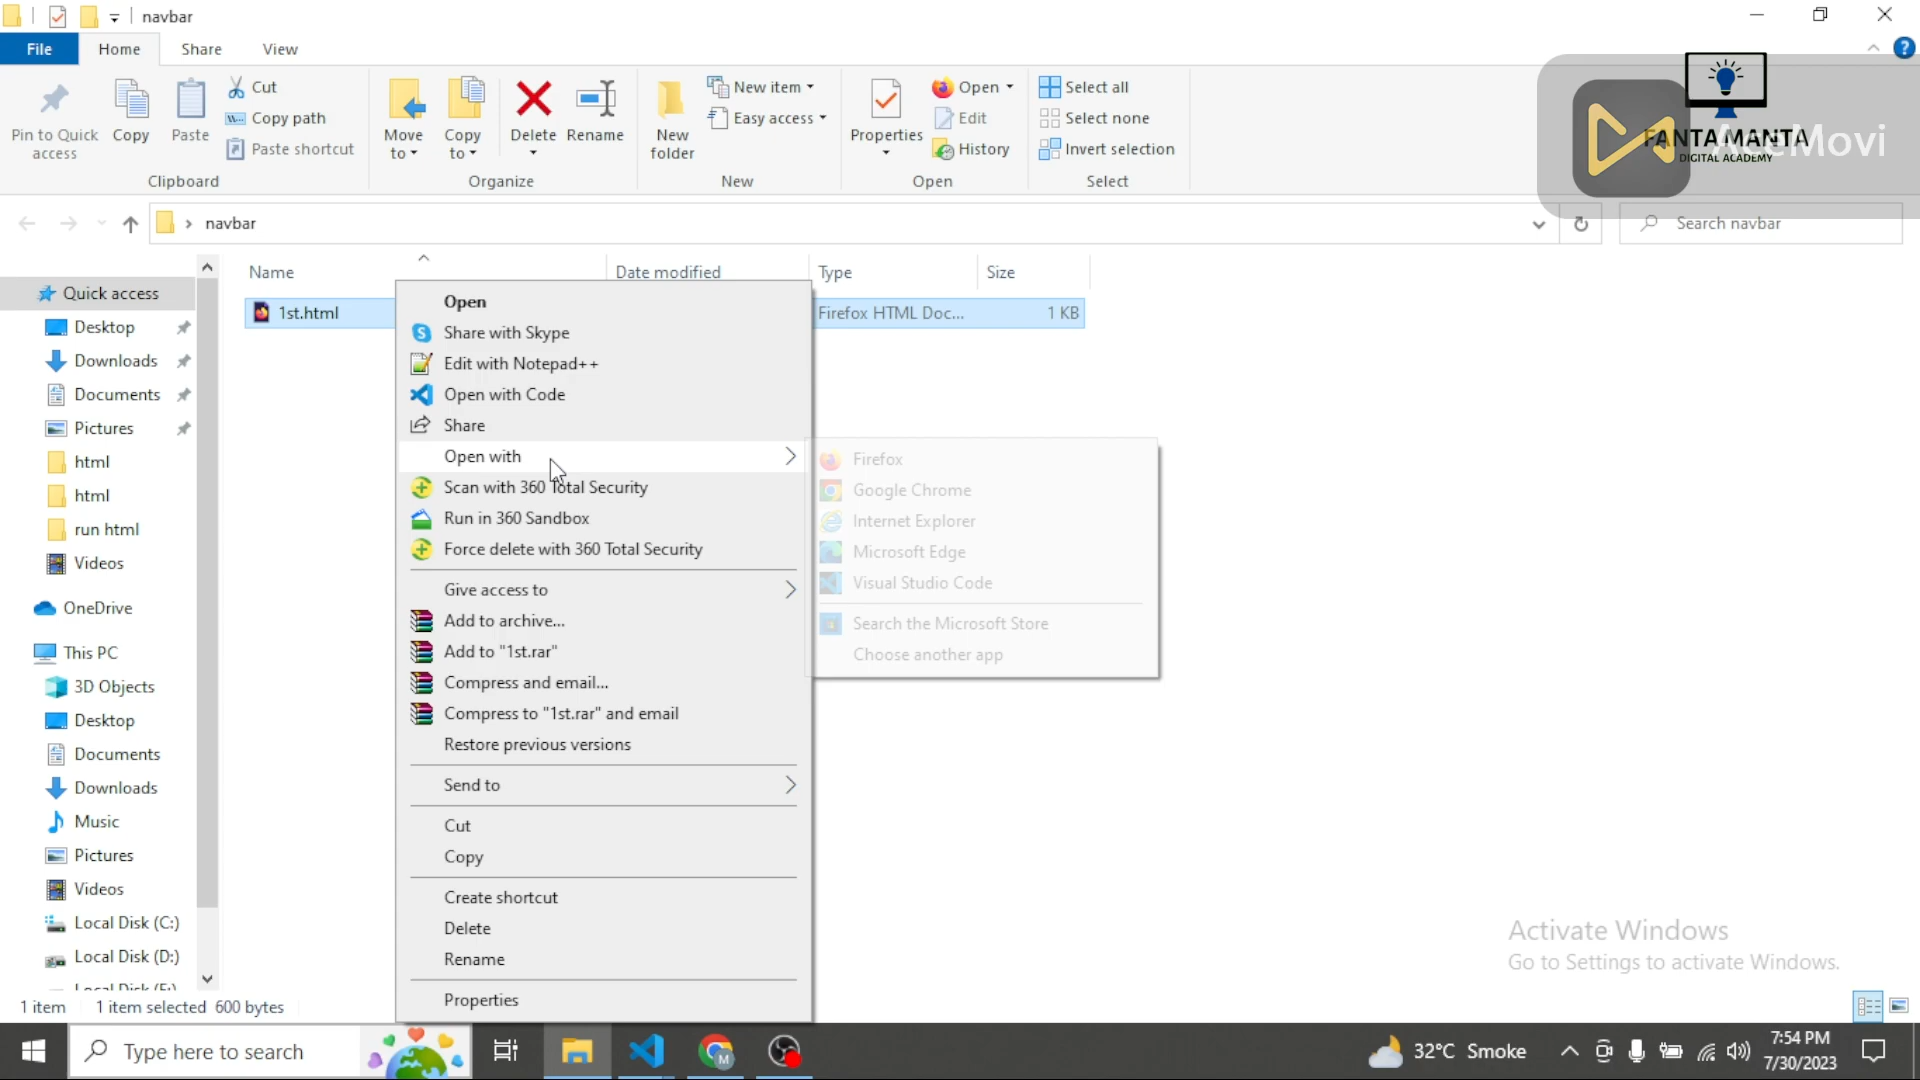 navbar
File Home Share View
Pin to Quick access
Copy
Paste
Cut
Copy path
Paste shortcut
Clipboard
Move to
Copy to
Delete
Rename
Organize
New folder
New item
Easy access
New
Properties
Open
Edit
History
Open
Select all
Select none
Invert selection
Select
FANTAMANTA
DIGITAL ACADEMY
AceMovi
navbar
Search navbar
Name Date modified Type Size
1st.html Firefox HTML Doc... 1 KB
Quick access
Desktop
Downloads
Documents
Pictures
html
html
run html
Videos
OneDrive
This PC
3D Objects
Desktop
Documents
Downloads
Music
Pictures
Videos
Local Disk (C:)
Local Disk (D:)
Open
Share with Skype
Edit with Notepad++
Open with Code
Share
Open with
Scan with 360 Total Security
Run in 360 Sandbox
Force delete with 360 Total Security
Give access to
Add to archive...
Add to "1st.rar"
Compress and email...
Compress to "1st.rar" and email
Restore previous versions
Send to
Cut
Copy
Create shortcut
Delete
Rename
Properties
Firefox
Google Chrome
Internet Explorer
Microsoft Edge
Visual Studio Code
Search the Microsoft Store
Choose another app
Activate Windows
Go to Settings to activate Windows.
1 item 1 item selected 600 bytes
Type here to search
M
32°C Smoke
7:54 PM
7/30/2023